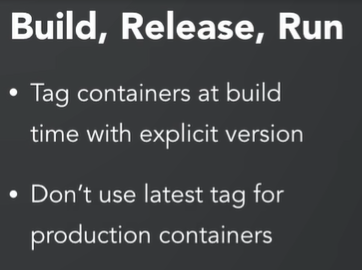 Build, Release, Run
• Tag containers at build
time with explicit version
• Don't use latest tag for
production containers